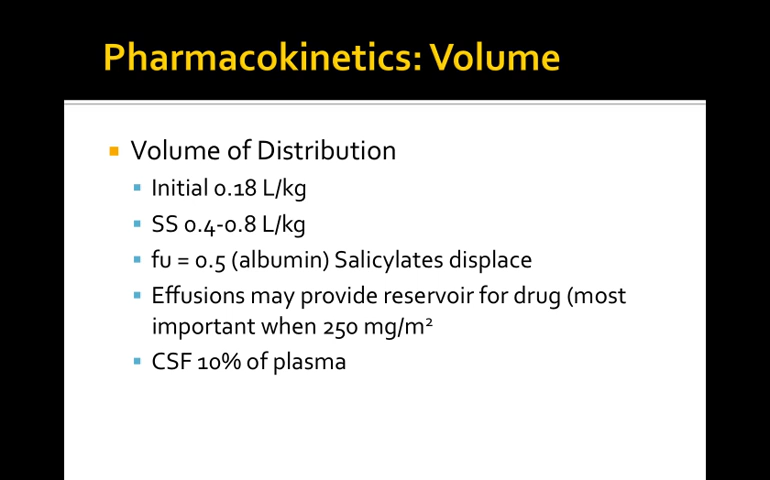 Pharmacokinetics: Volume
Volume of Distribution
Initial 0.18 L/kg
SS 0.4-0.8 L/kg
fu = 0.5 (albumin) Salicylates displace
Effusions may provide reservoir for drug (most
important when 250 mg/m²
CSF 10% of plasma